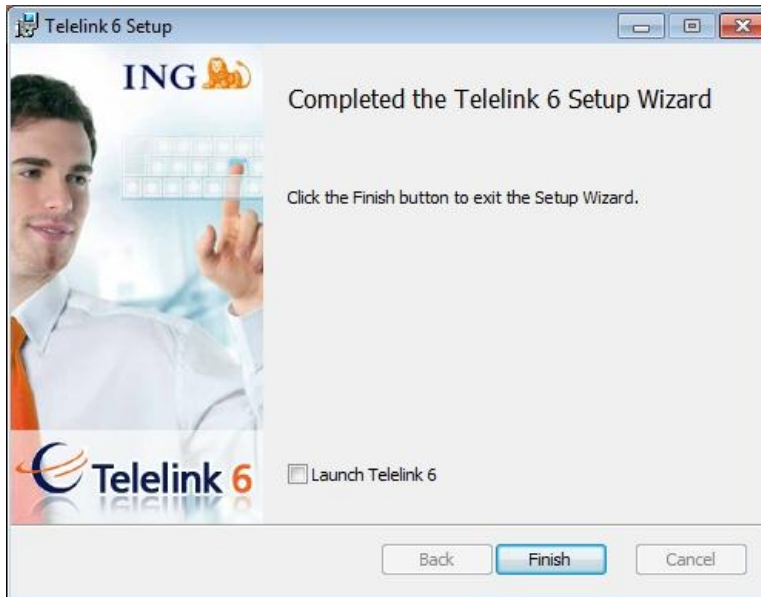 Telelink 6 Setup
ING
Completed the Telelink 6 Setup Wizard
Click the Finish button to exit the Setup Wizard.
Telelink 6
Launch Telelink 6
Back
Finish
Cancel